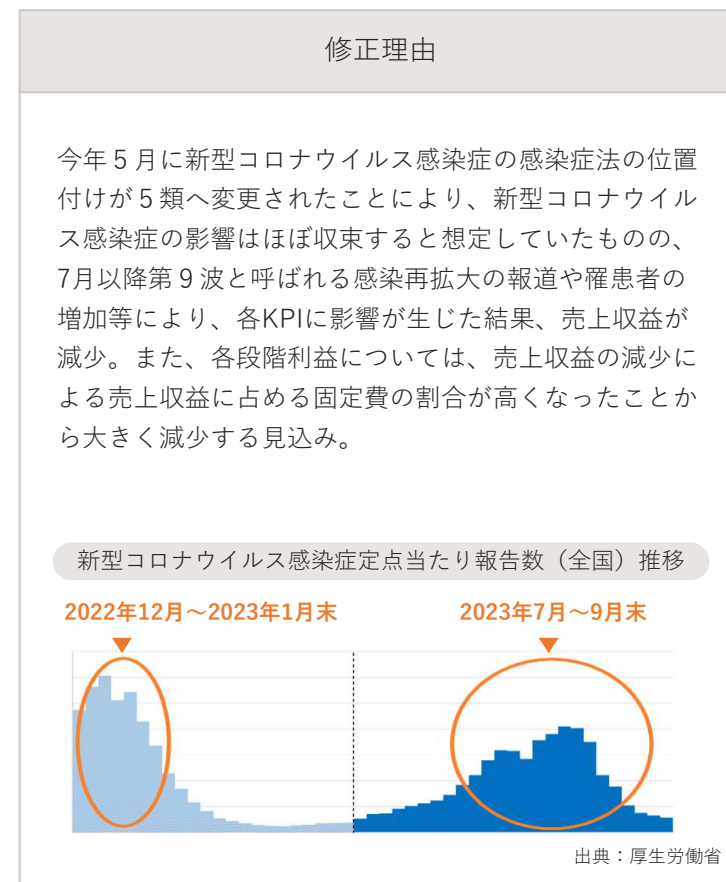 修正理由
今年５月に新型コロナウイルス感染症の感染症法の位置
付けが５類へ変更されたことにより、新型コロナウイル
ス感染症の影響はほぼ収束すると想定していたものの、
7月以降第９波と呼ばれる感染再拡大の報道や罹患者の
増加等により、各KPIに影響が生じた結果、売上収益が
減少。また、各段階利益については、売上収益の減少に
よる売上収益に占める固定費の割合が高くなったことか
ら大きく減少する見込み。
新型コロナウイルス感染症定点当たり報告数（全国）推移
2022年12月～2023年1月末
2023年7月～9月末
出典：厚生労働省